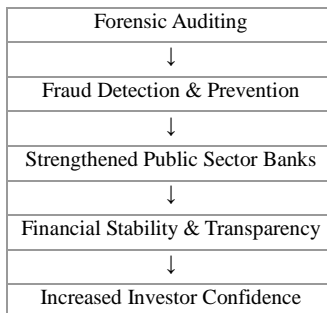 Forensic Auditing
↓
Fraud Detection & Prevention
↓
Strengthened Public Sector Banks
↓
Financial Stability & Transparency
↓
Increased Investor Confidence